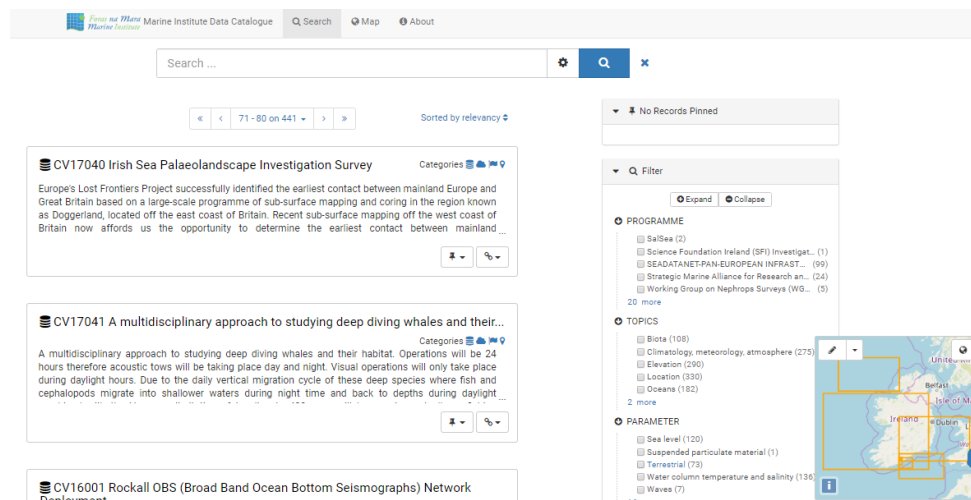 Foras na Mara
Marine Institute
Marine Institute Data Catalogue
Search
Map
About
Search ...
« ‹ 71 - 80 on 441 › »
Sorted by relevancy
No Records Pinned
CV17040 Irish Sea Palaeolandscape Investigation Survey
Categories
Europe's Lost Frontiers Project successfully identified the earliest contact between mainland Europe and
Great Britain based on a large-scale programme of sub-surface mapping and coring in the region known
as Doggerland, located off the east coast of Britain. Recent sub-surface mapping off the west coast of
Britain now affords us the opportunity to determine the earliest contact between mainland ...
CV17041 A multidisciplinary approach to studying deep diving whales and their...
Categories
A multidisciplinary approach to studying deep diving whales and their habitat. Operations will be 24
hours therefore acoustic tows will be taking place day and night. Visual operations will only take place
during daylight hours. Due to the daily vertical migration cycle of these deep species where fish and
cephalopods migrate into shallower waters during night time and back to depths during daylight
CV16001 Rockall OBS (Broad Band Ocean Bottom Seismographs) Network
Deployment
Filter
Expand
Collapse
PROGRAMME
SalSea (2)
Science Foundation Ireland (SFI) Investigat... (1)
SEADATANET-PAN-EUROPEAN INFRAST... (99)
Strategic Marine Alliance for Research an... (24)
Working Group on Nephrops Surveys (WG... (5)
20 more
TOPICS
Biota (108)
Climatology, meteorology, atmosphere (275)
Elevation (290)
Location (330)
Oceans (182)
2 more
PARAMETER
Sea level (120)
Suspended particulate material (1)
Terrestrial (73)
Water column temperature and salinity (136
Waves (7)
Belfast
Isle of M
Ireland
Dublin